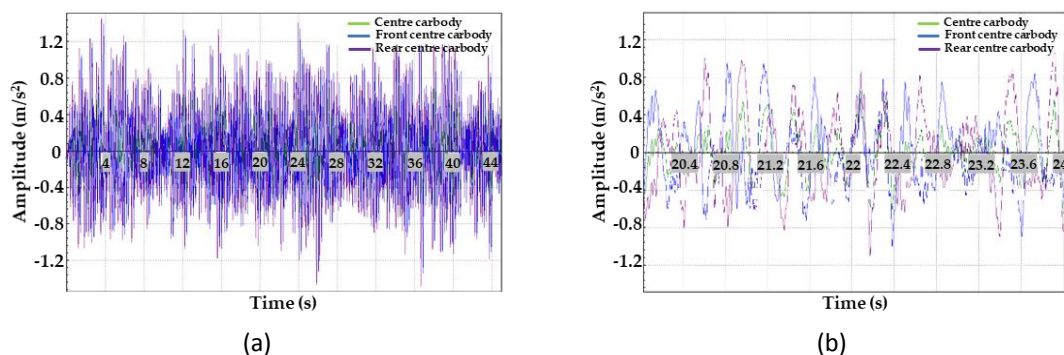 Centre carbody
Front centre carbody
Rear centre carbody
1.2
0.8
0.4
0
-0.4
-0.8
-1.2
Amplitude (m/s²)
4 8 12 16 20 24 28 32 36 40 44
Time (s)
(a)
Centre carbody
Front centre carbody
Rear centre carbody
1.2
0.8
0.4
0
-0.4
-0.8
-1.2
Amplitude (m/s²)
20.4 20.8 21.2 21.6 22 22.4 22.8 23.2 23.6 24
Time (s)
(b)